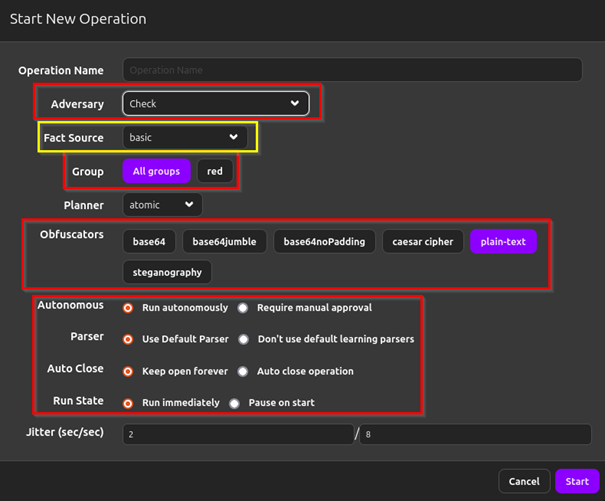 Start New Operation
Operation Name Operation Name
Adversary Check
Fact Source basic
Group All groups red
Planner atomic
Obfuscators base64 base64jumble base64noPadding caesar cipher plain-text
steganography
Autonomous Run autonomously Require manual approval
Parser Use Default Parser Don't use default learning parsers
Auto Close Keep open forever Auto close operation
Run State Run immediately Pause on start
Jitter (sec/sec) 2 / 8
Cancel Start